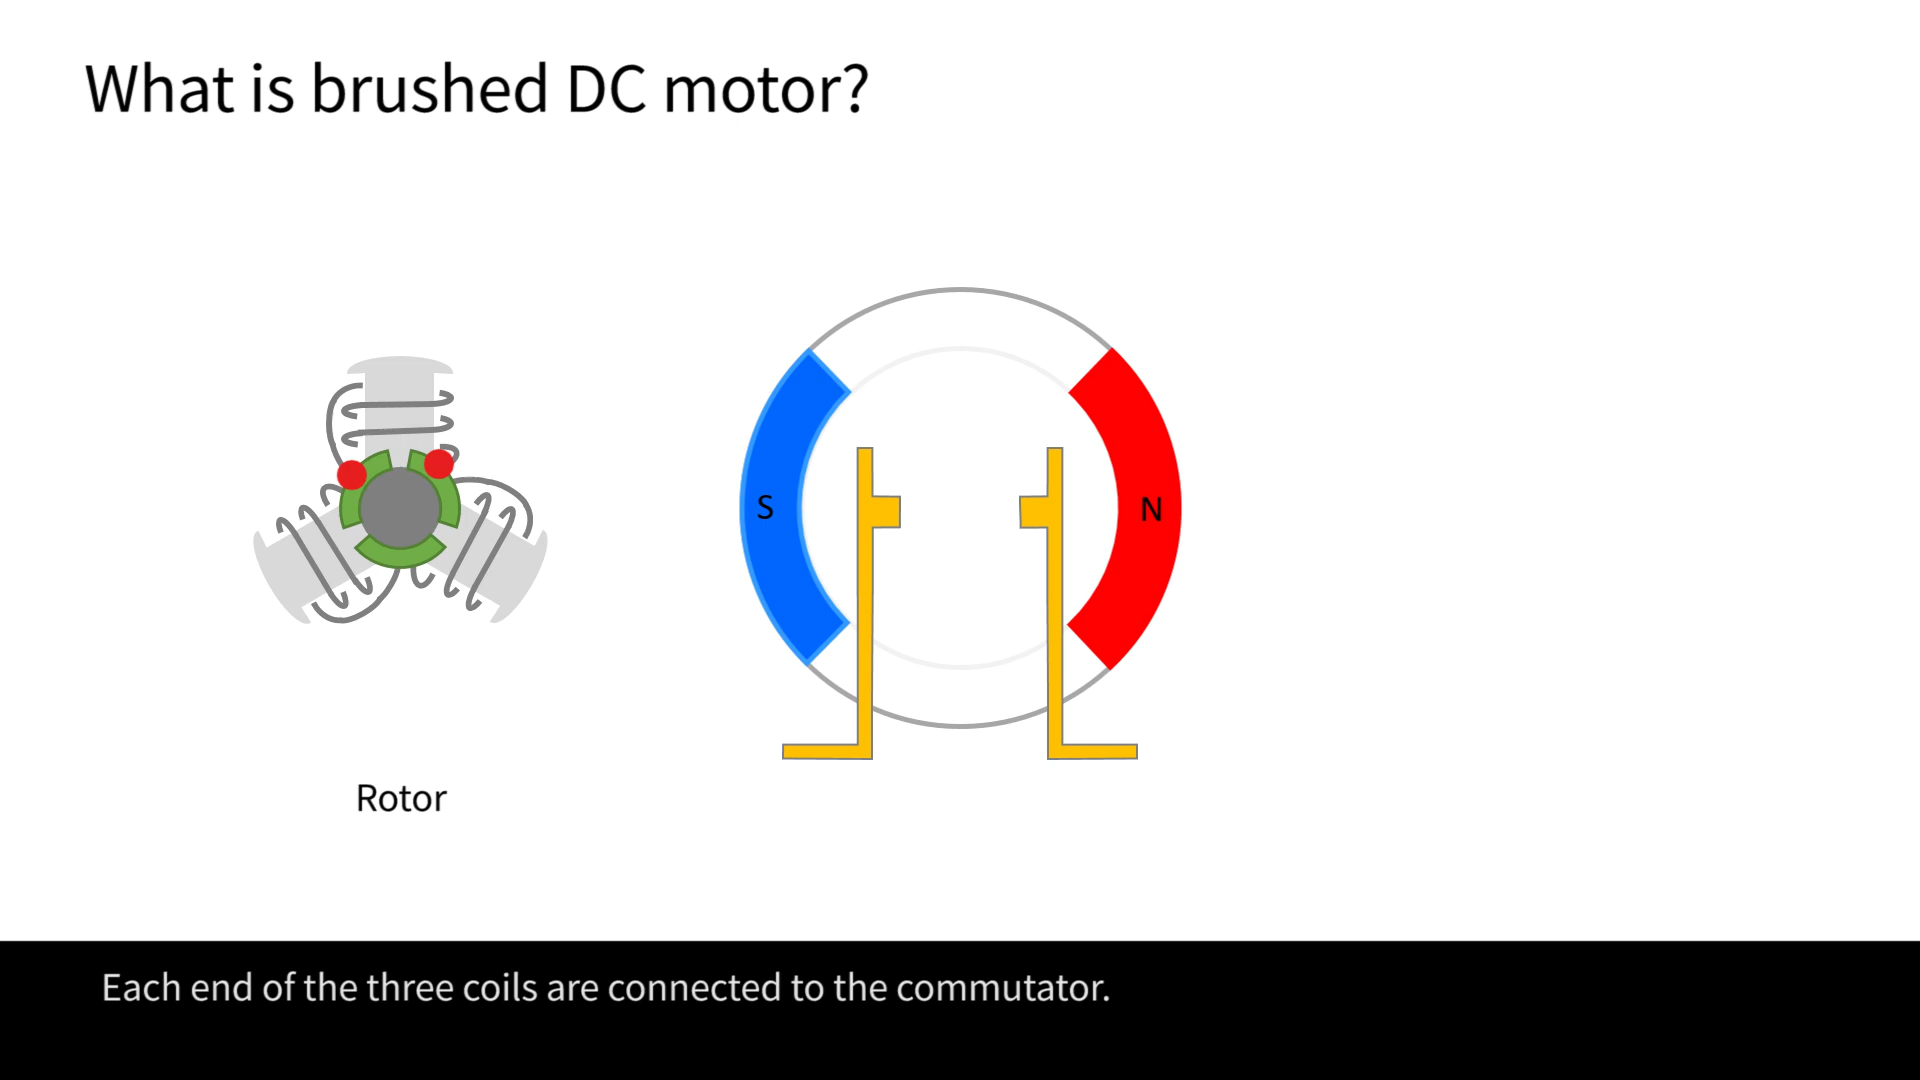 What is brushed DC motor?
S
N
Rotor
Each end of the three coils are connected to the commutator.